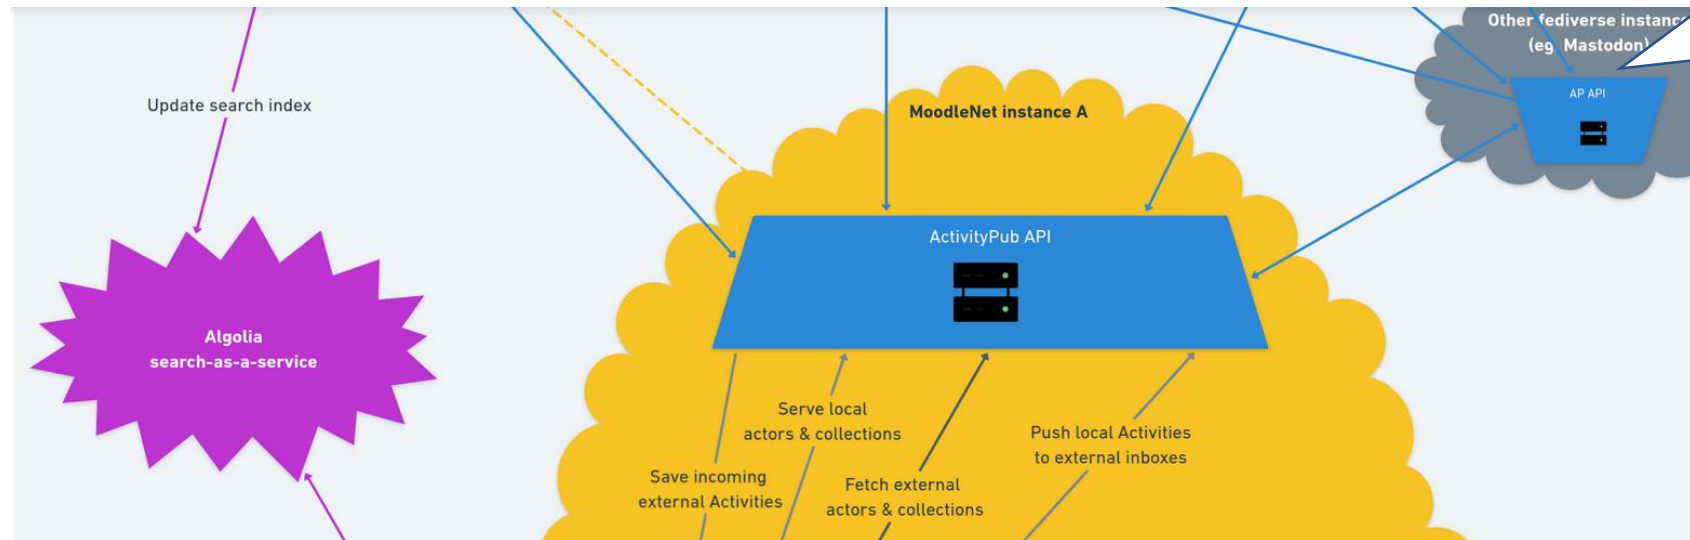 Other fediverse instance
(eg. Mastodon)
AP API
Update search index
MoodleNet instance A
ActivityPub API
Algolia
search-as-a-service
Serve local
actors & collections
Push local Activities
to external inboxes
Save incoming
external Activities
Fetch external
actors & collections